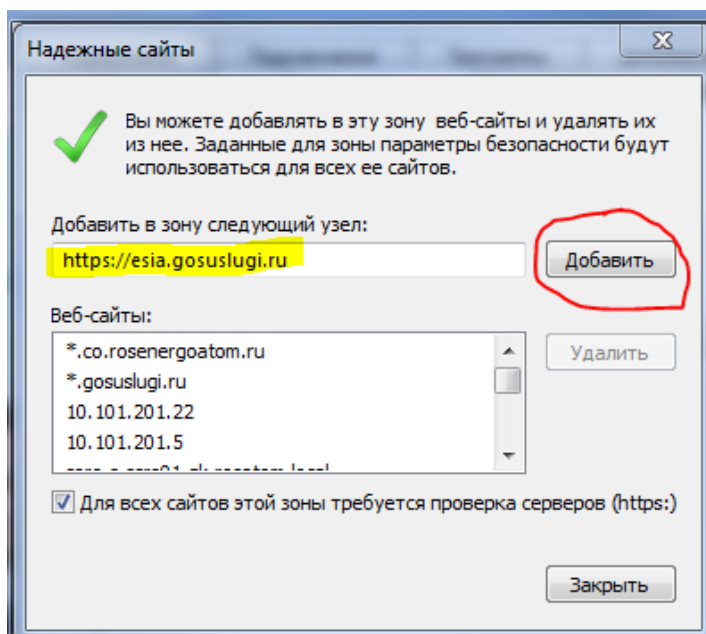 Надежные сайты
Вы можете добавлять в эту зону веб-сайты и удалять их
из нее. Заданные для зоны параметры безопасности будут
использоваться для всех ее сайтов.
Добавить в зону следующий узел:
https://esia.gosuslugi.ru
Добавить
Веб-сайты:
*.co.rosenergoatom.ru
*.gosuslugi.ru
10.101.201.22
10.101.201.5
Удалить
Для всех сайтов этой зоны требуется проверка серверов (https:)
Закрыть